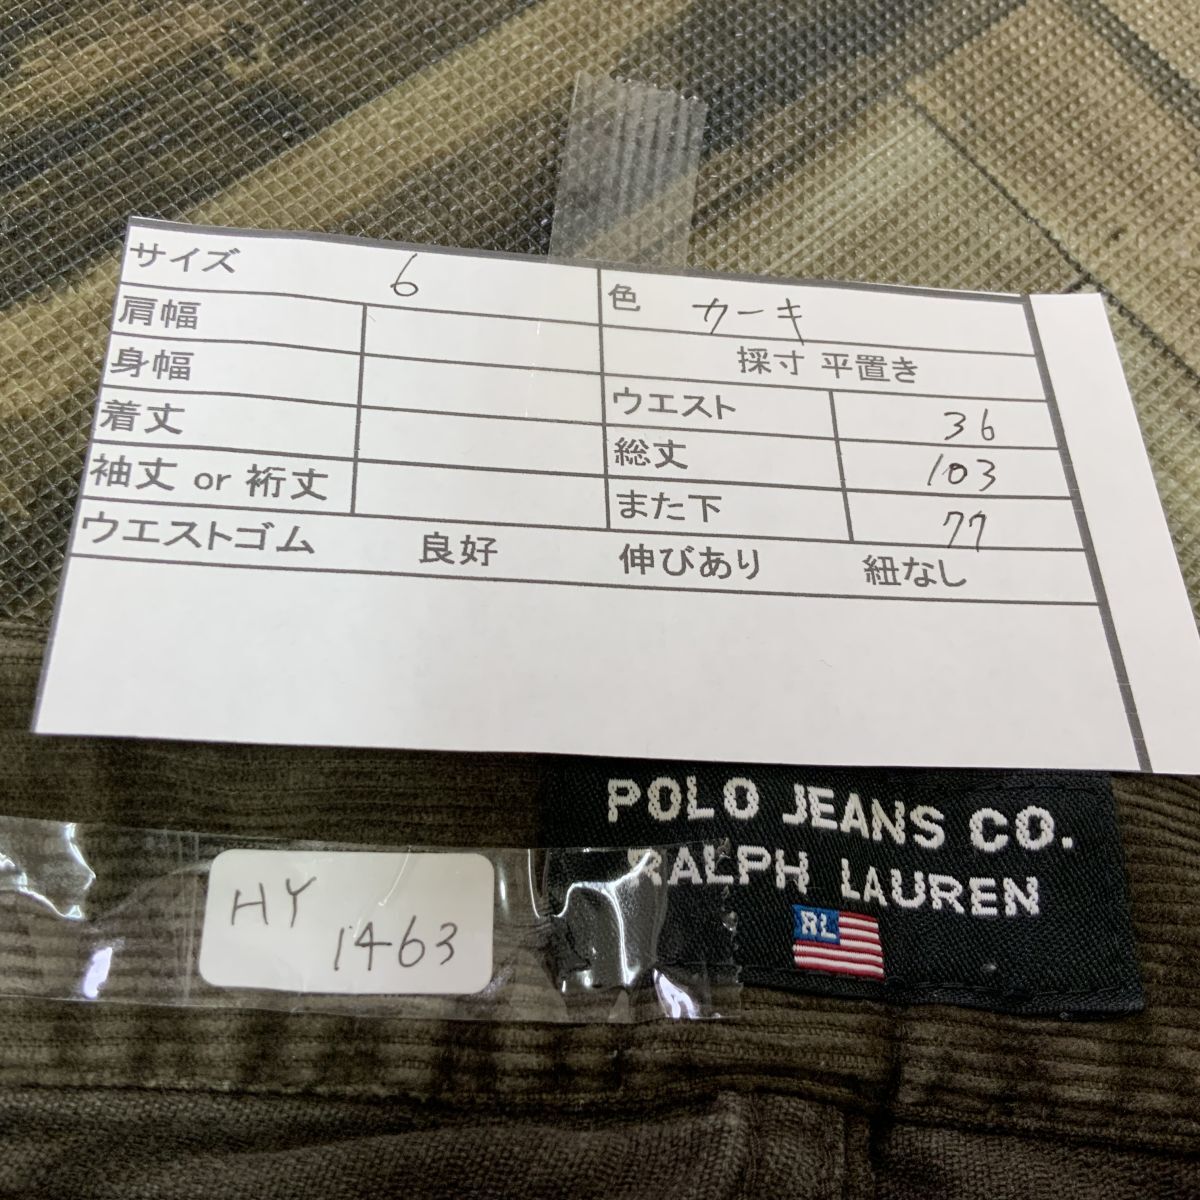 サイズ 6 色 カーキ
肩幅 採寸 平置き
身幅 ウエスト 36
着丈 総丈 103
袖丈 or 裄丈 また下 77
ウエストゴム 良好 伸びあり 紐なし
POLO JEANS CO.
RALPH LAUREN
RL
HY
1463